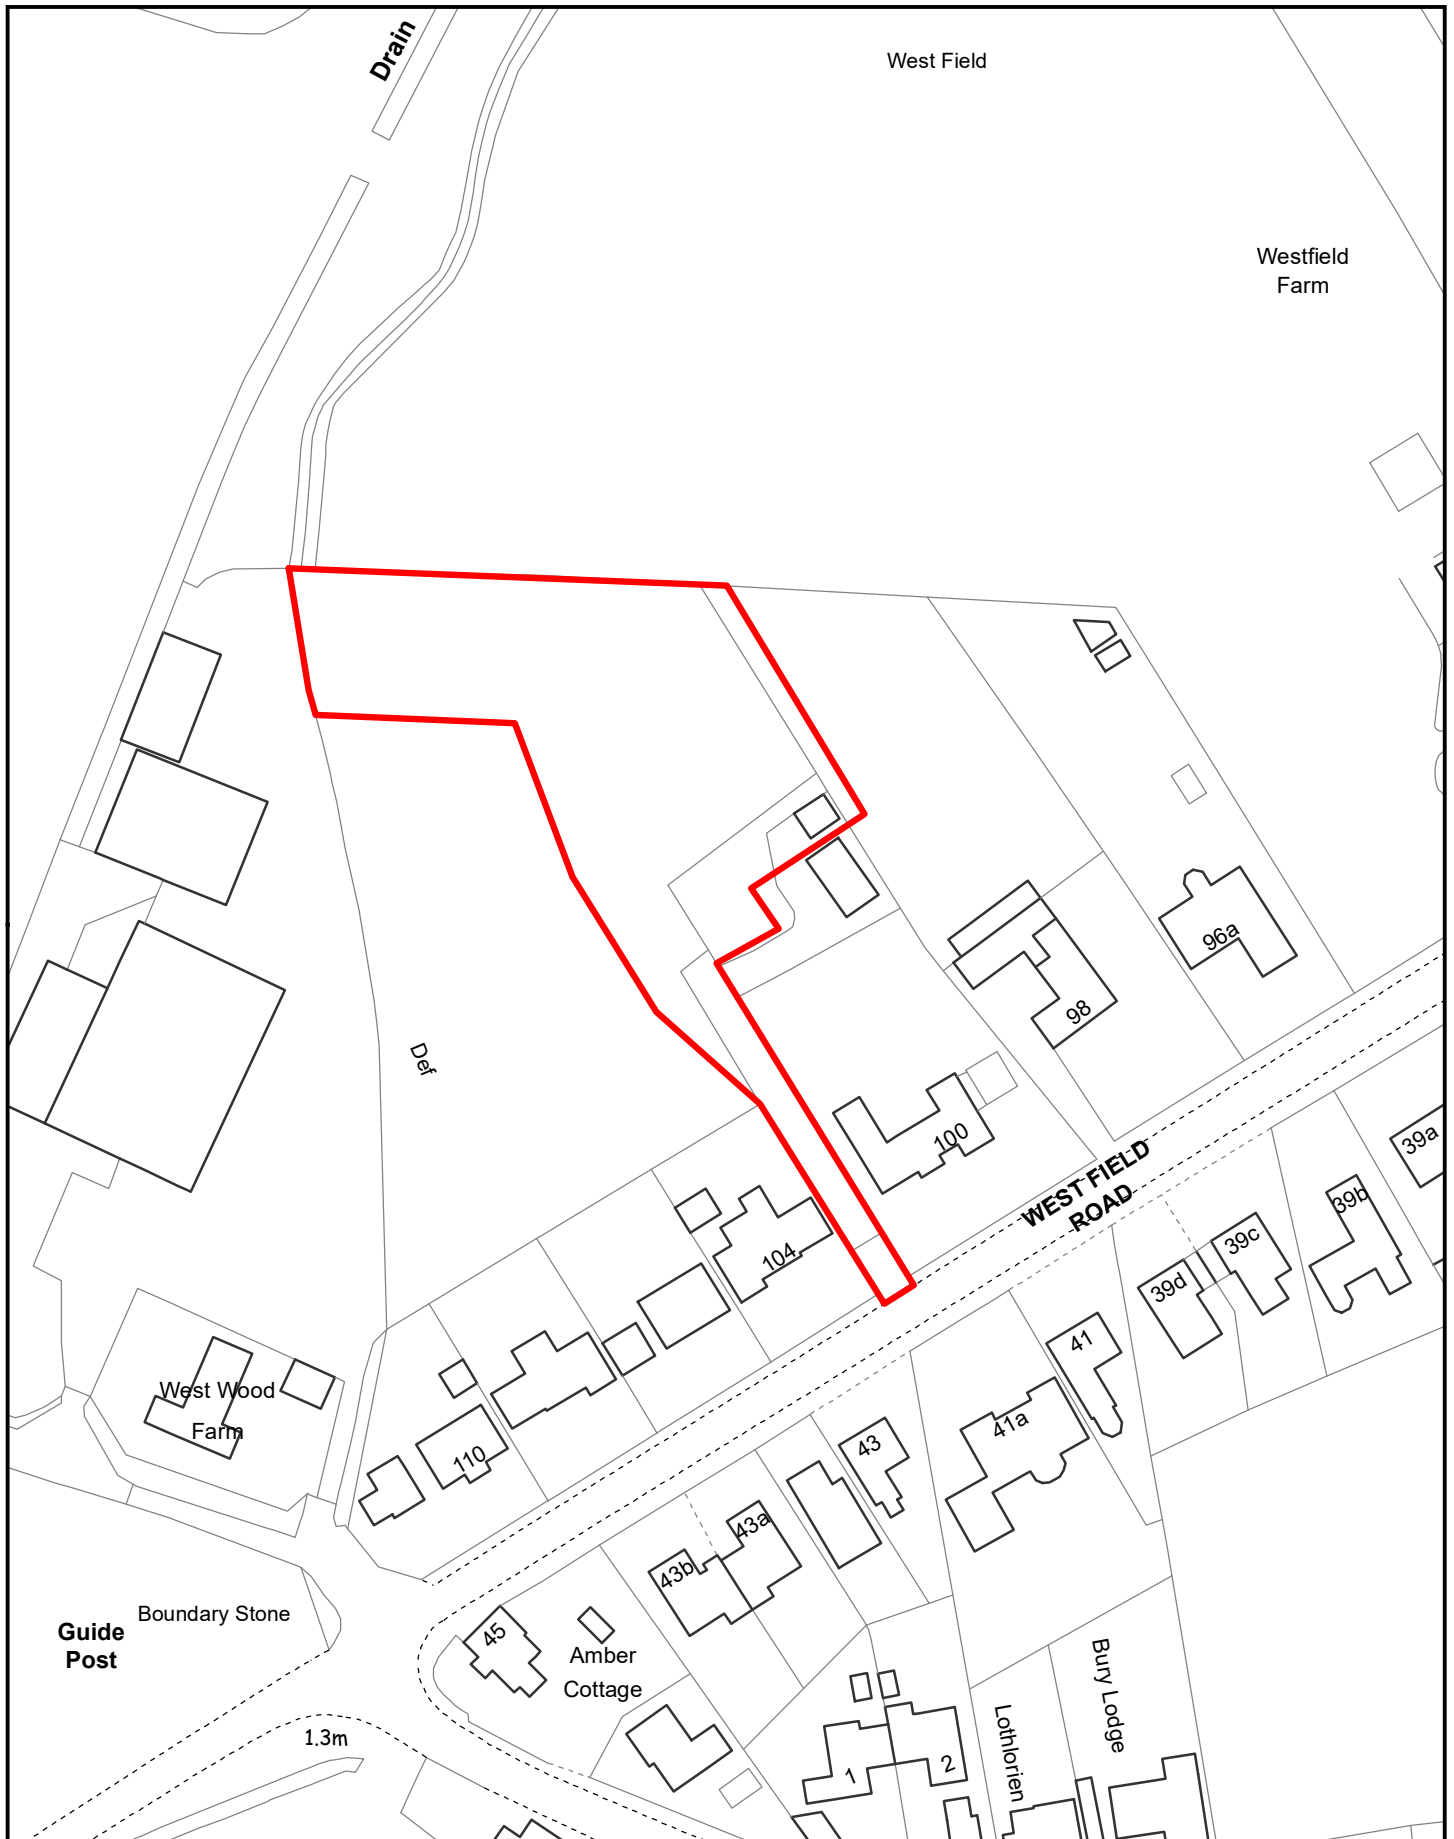 Drain
West Field
Westfield
Farm
96a
98
Def
100
WEST FIELD
ROAD
39a
39b
39c
39d
104
41
West Wood
Farm
110
43
41a
43a
43b
Boundary Stone
Guide
Post
45
Amber
Cottage
Bury Lodge
Lothlorien
1.3m
1
2